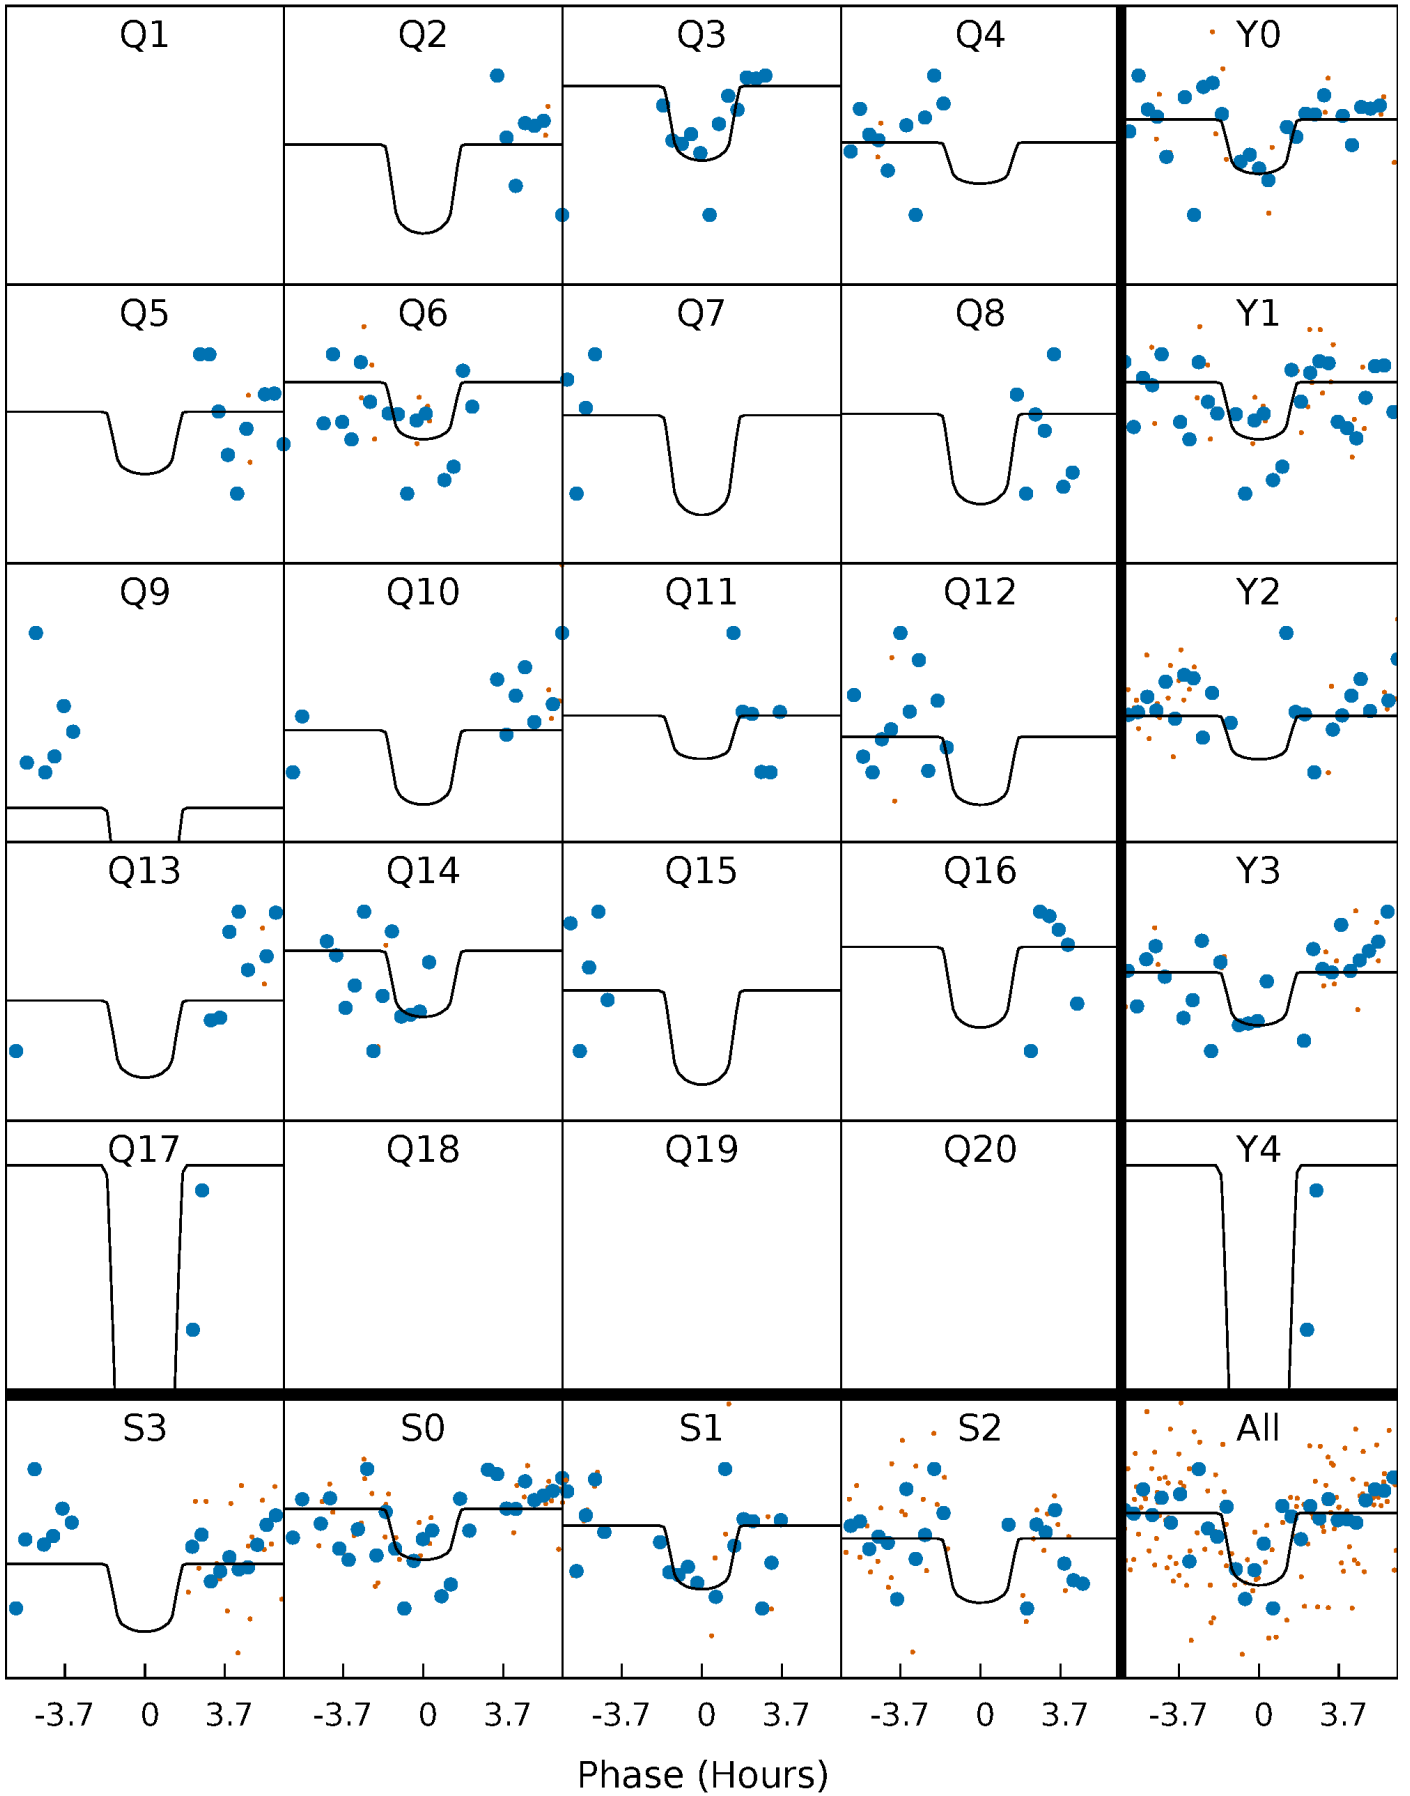 Q1 Q2 Q3 Q4 Y0
Q5 Q6 Q7 Q8 Y1
Q9 Q10 Q11 Q12 Y2
Q13 Q14 Q15 Q16 Y3
Q17 Q18 Q19 Q20 Y4
S3 S0 S1 S2 All
-3.7 0 3.7 -3.7 0 3.7 -3.7 0 3.7 -3.7 0 3.7 -3.7 0 3.7
Phase (Hours)